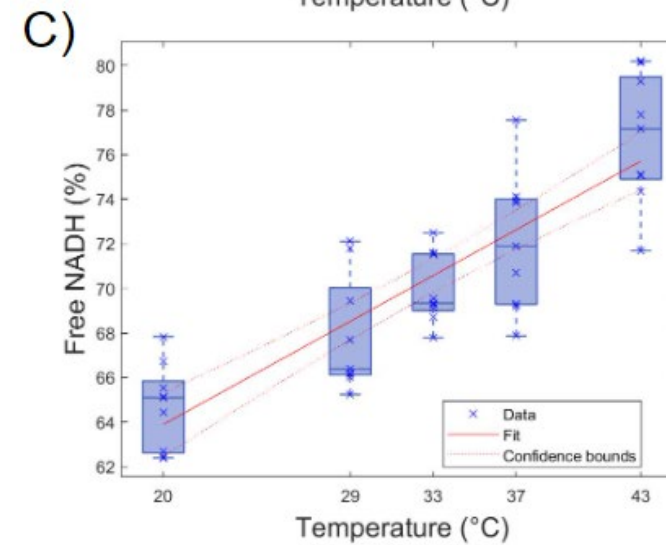 Temperature (°C)
C)
80
78
76
74
72
70
68
66
64
62
Free NADH (%)
Data
Fit
Confidence bounds
20 29 33 37 43
Temperature (°C)